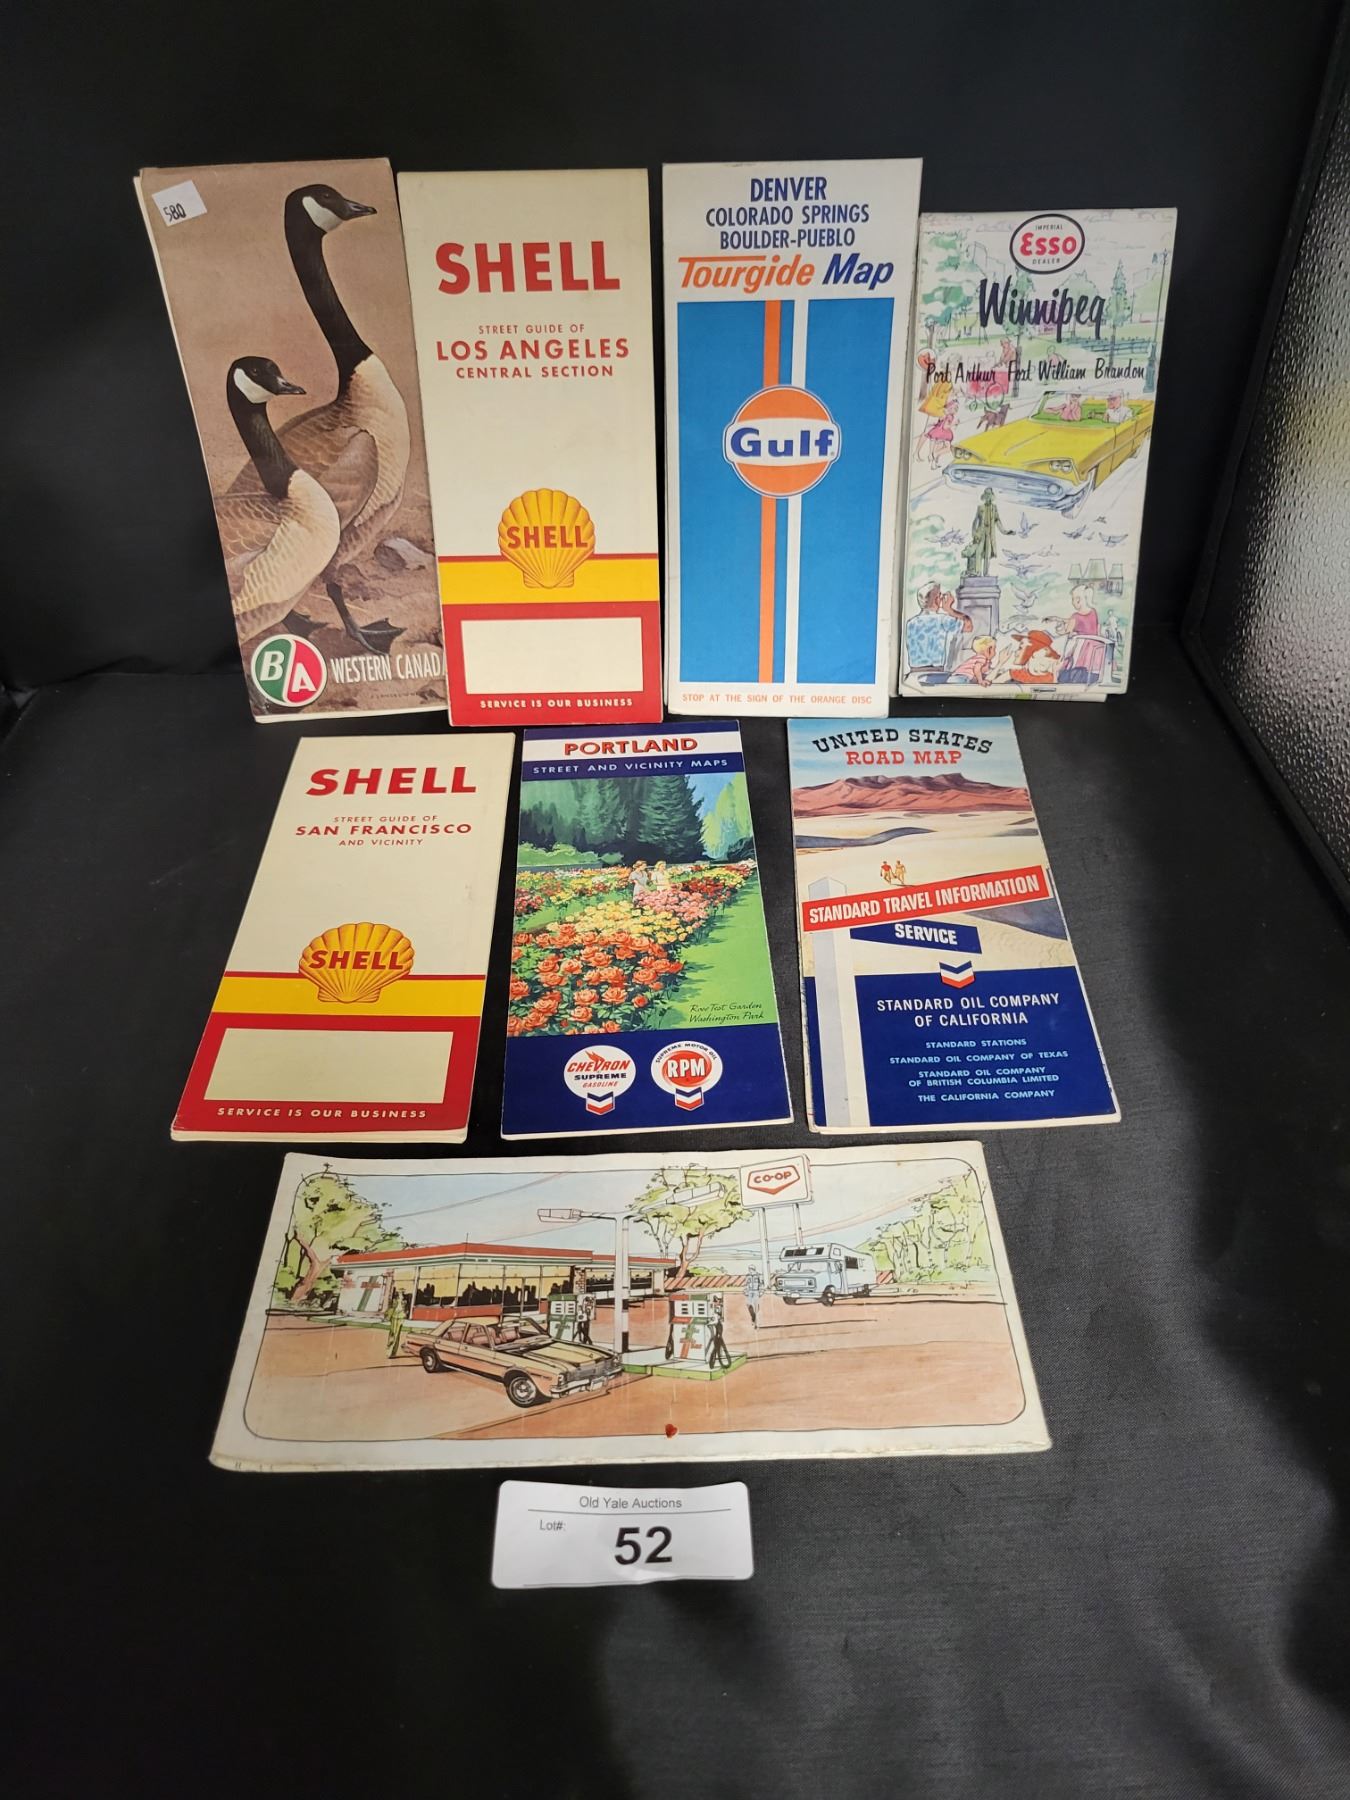 580
B/A
WESTERN CANADA
SHELL
STREET GUIDE OF
LOS ANGELES
CENTRAL SECTION
SHELL
SERVICE IS OUR BUSINESS
DENVER
COLORADO SPRINGS
BOULDER-PUEBLO
Tourgide Map
Gulf
STOP AT THE SIGN OF THE ORANGE DISC
IMPERIAL
Esso
DEALER
Winnipeg
Port Arthur Fort William Brandon
SHELL
STREET GUIDE OF
SAN FRANCISCO
AND VICINITY
SHELL
SERVICE IS OUR BUSINESS
PORTLAND
STREET AND VICINITY MAPS
Rose Test Garden
Washington Park
CHEVRON
SUPREME
GASOLINE
SUPREME MOTOR OIL
RPM
UNITED STATES
ROAD MAP
STANDARD TRAVEL INFORMATION
SERVICE
STANDARD OIL COMPANY
OF CALIFORNIA
STANDARD STATIONS
STANDARD OIL COMPANY OF TEXAS
STANDARD OIL COMPANY
OF BRITISH COLUMBIA LIMITED
THE CALIFORNIA COMPANY
CO-OP
Old Yale Auctions
Lot#:
52